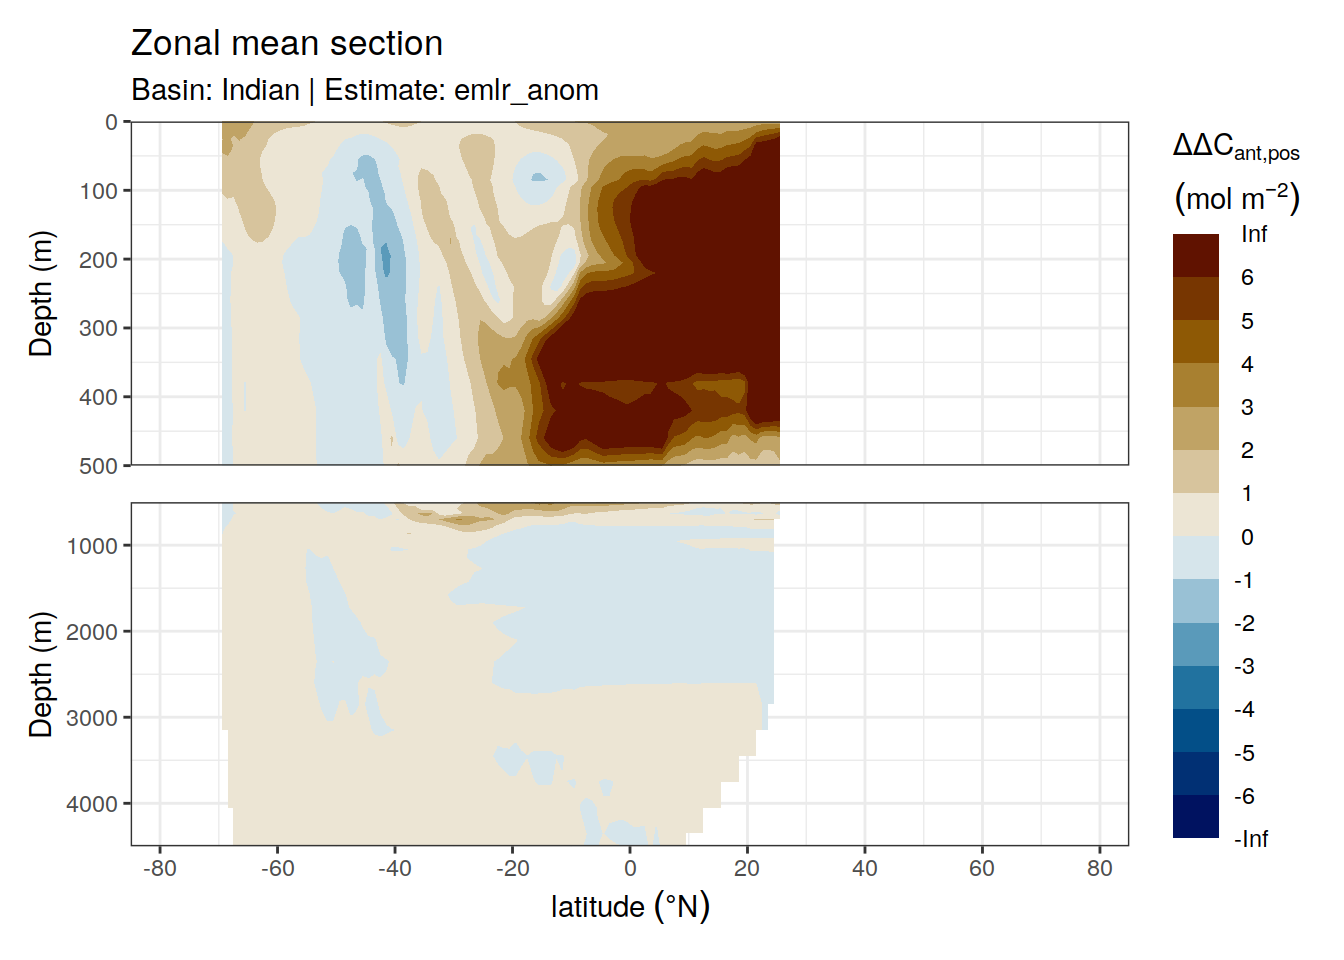 Zonal mean section
Basin: Indian | Estimate: emlr_anom
Depth (m)
0
100
200
300
400
500
Depth (m)
1000
2000
3000
4000
-80 -60 -40 -20 0 20 40 60 80
latitude (°N)
ΔΔC_ant,pos
(mol m⁻²)
Inf
6
5
4
3
2
1
0
-1
-2
-3
-4
-5
-6
-Inf